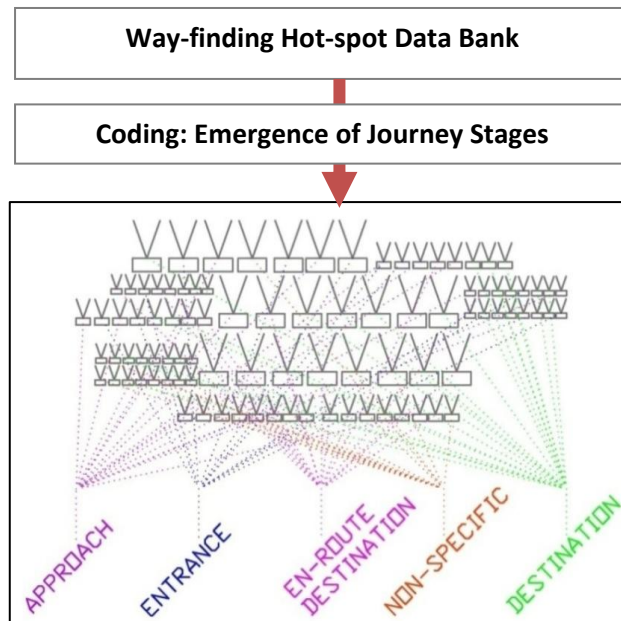 Way-finding Hot-spot Data Bank
Coding: Emergence of Journey Stages
APPROACH
ENTRANCE
EN-ROUTE
DESTINATION
NON-SPECIFIC
DESTINATION